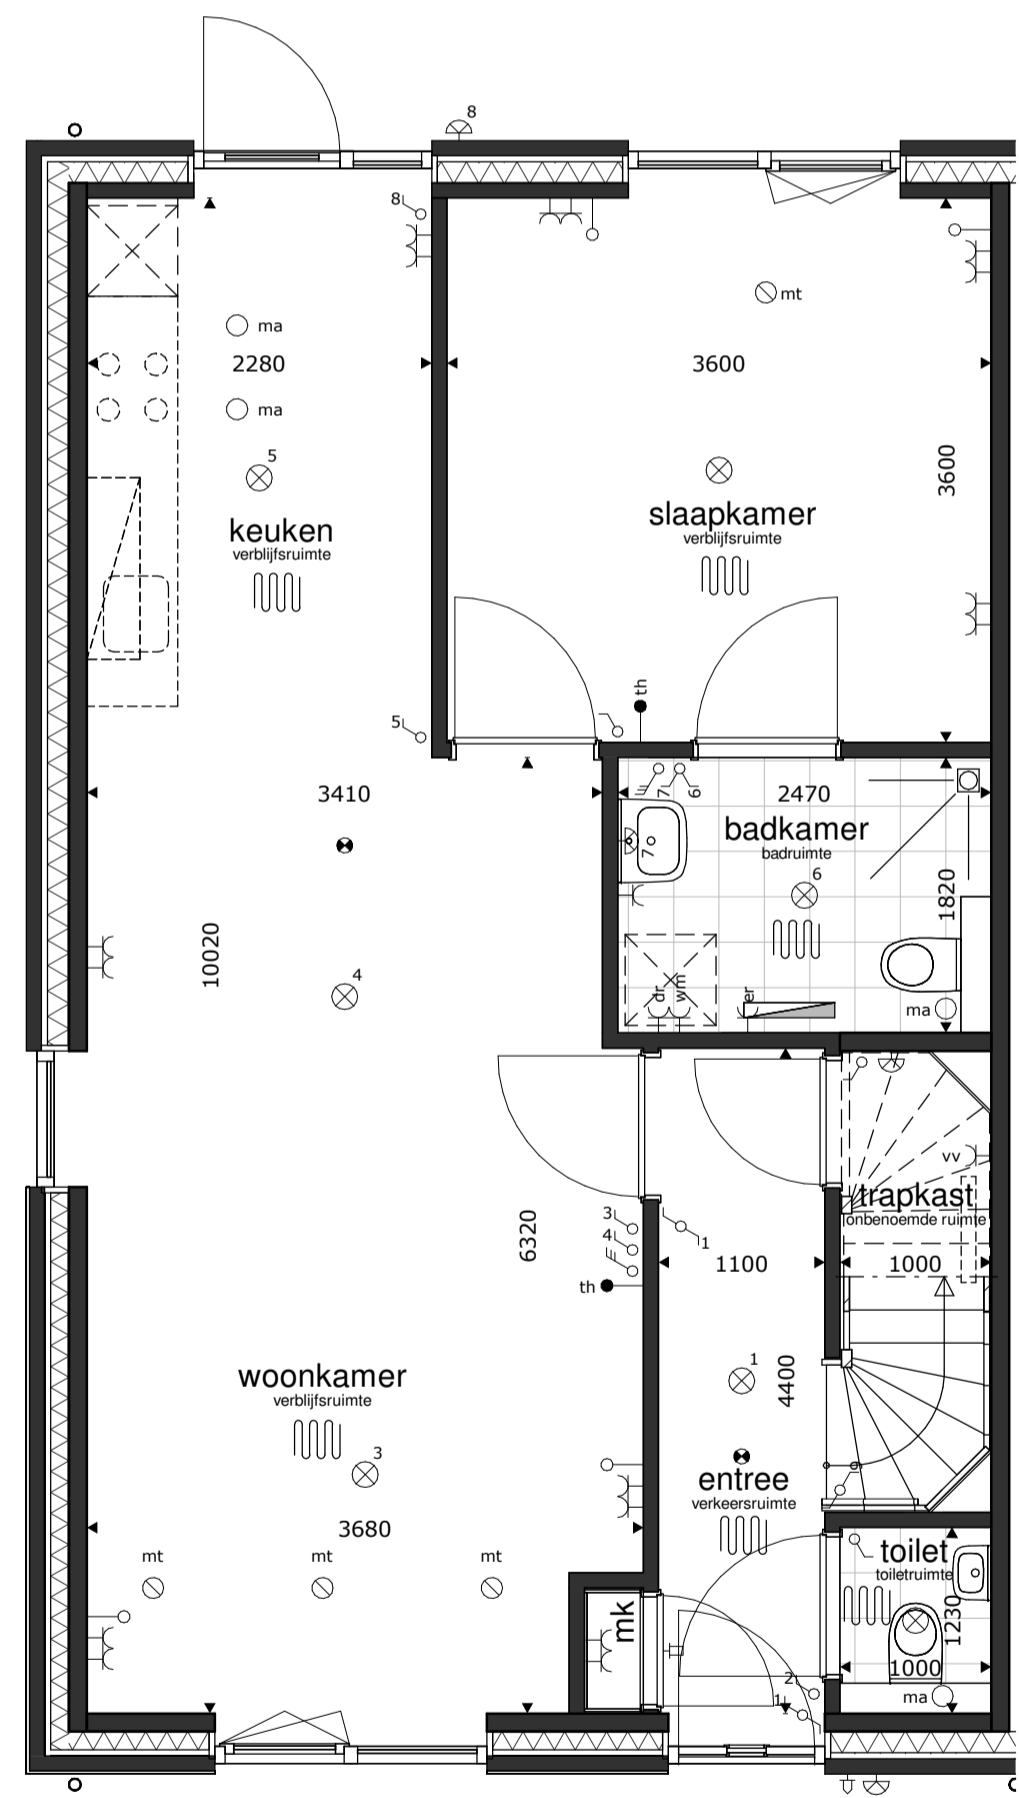 8
8
mt
ma
2280
3600
ma
5
3600
keuken
verblijfsruimte
slaapkamer
verblijfsruimte
th
5
7
6
3410
2470
badkamer
badruimte
7
6
1820
10020
4
dr
wm
er
ma
vv
trapkast
onbenoemde ruimte
3
4
6320
1
1100
1000
th
1
4400
woonkamer
verblijfsruimte
3
entree
verkeersruimte
3680
mt
mt
mt
toilet
toiletruimte
mk
1230
1000
2
1
ma